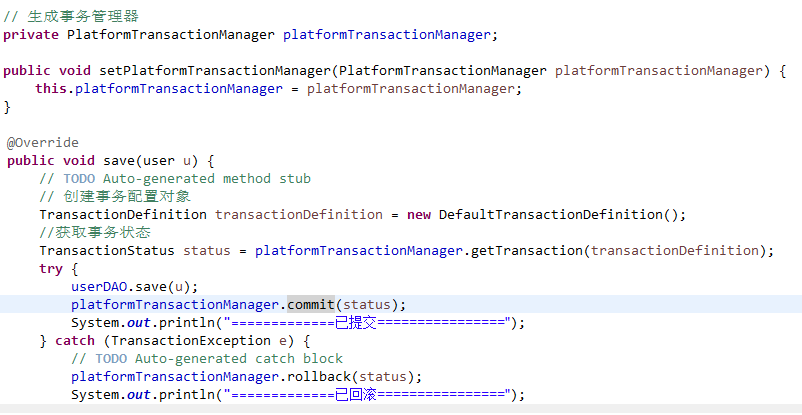 // 生成事务管理器
private PlatformTransactionManager platformTransactionManager;
public void setPlatformTransactionManager(PlatformTransactionManager platformTransactionManager) {
this.platformTransactionManager = platformTransactionManager;
}
@Override
public void save(user u) {
// TODO Auto-generated method stub
// 创建事务配置对象
TransactionDefinition transactionDefinition = new DefaultTransactionDefinition();
//获取事务状态
TransactionStatus status = platformTransactionManager.getTransaction(transactionDefinition);
try {
userDAO.save(u);
platformTransactionManager.commit(status);
System.out.println("=============已提交================");
} catch (TransactionException e) {
// TODO Auto-generated catch block
platformTransactionManager.rollback(status);
System.out.println("=============已回滚================");